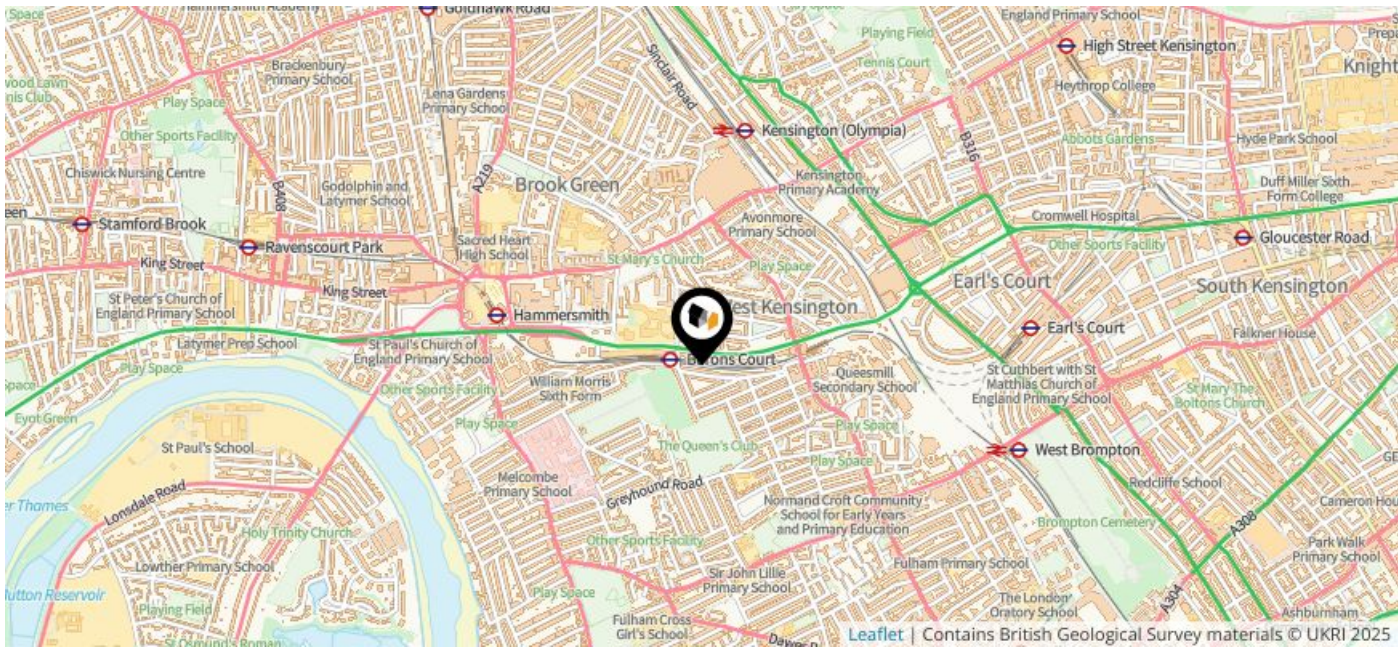 Goldhawk Road
Space
England Primary School
Playing Field
High Street Kensington
Brackenbury
Primary School
Sinclair Road
Tennis Court
Knight
Heythrop College
Lena Gardens
Primary School
Play Space
Kensington (Olympia)
Other Sports Facility
B316
Abbots Gardens
Hyde Park School
Chiswick Nursing Centre
A219
Brook Green
Kensington
Primary Academy
Duff Miller Sixth
Form College
B408
Godolphin and
Latymer School
Stamford Brook
Avonmore
Primary School
Cromwell Hospital
Gloucester Road
Ravenscourt Park
Sacred Heart
High School
Other Sports Facility
King Street
St Mary's Church
Play Space
Earl's Court
South Kensington
King Street
St Peter's Church of
England Primary School
Hammersmith
West Kensington
Earl's Court
Falkner House
Latymer Prep School
St Paul's Church of
England Primary School
Barons Court
Play Space
Other Sports Facility
William Morris
Sixth Form
Queesmill
Secondary School
St Cuthbert with St
Matthias Church of
England Primary School
St Mary The
Boltons Church
Eyot Green
Play Space
Play Space
St Paul's School
The Queen's Club
West Brompton
Play Space
Melcombe
Primary School
Greyhound Road
Redcliffe School
Lonsdale Road
Normand Croft Community
School for Early Years
and Primary Education
Holy Trinity Church
Brompton Cemetery
A308
Other Sports Facility
Park Walk
Primary School
Lowther Primary School
Fulham Primary School
Sir John Lillie
Primary School
Play Space
A304
Playing Field
The London
Oratory School
Fulham Cross
Girl's School
Ashburnham
St Osmund's Roman
Leaflet | Contains British Geological Survey materials © UKRI 2025